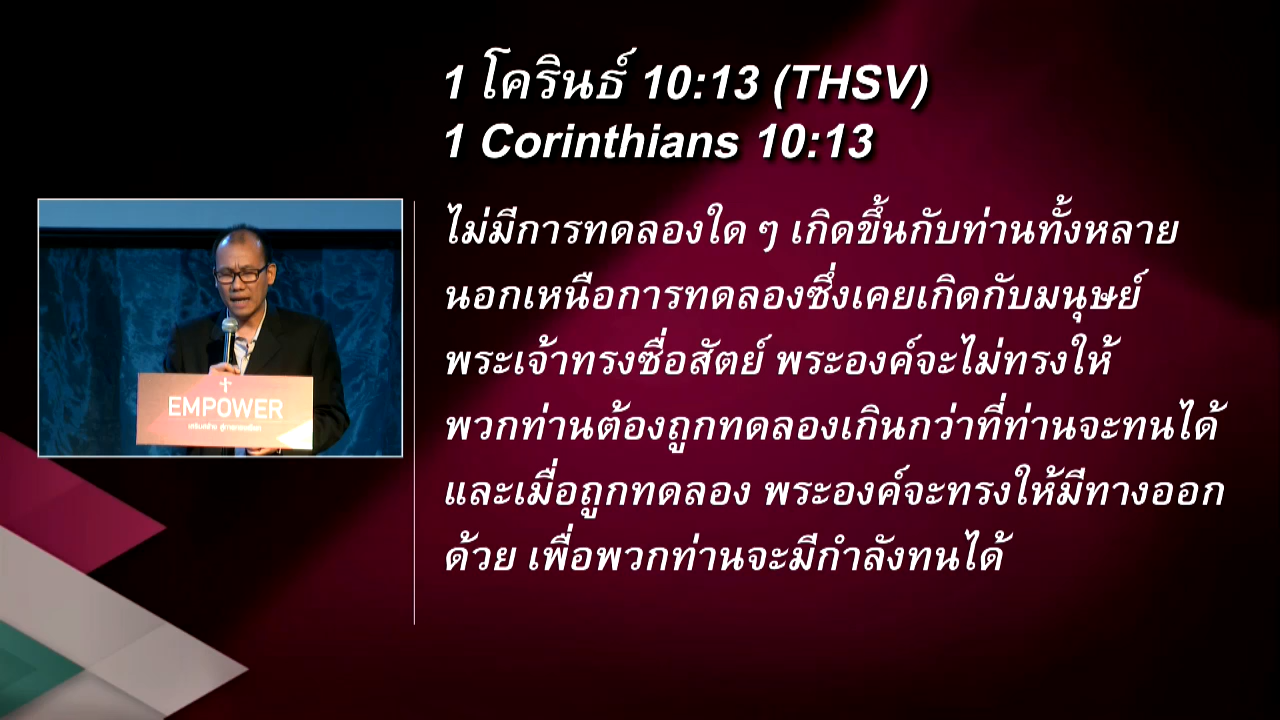 1 โครินธ์ 10:13 (THSV)
1 Corinthians 10:13
ไม่มีการทดลองใด ๆ เกิดขึ้นกับท่านทั้งหลาย
นอกเหนือการทดลองซึ่งเคยเกิดกับมนุษย์
พระเจ้าทรงซื่อสัตย์ พระองค์จะไม่ทรงให้
พวกท่านต้องถูกทดลองเกินกว่าที่ท่านจะทนได้
และเมื่อถูกทดลอง พระองค์จะทรงให้มีทางออก
ด้วย เพื่อพวกท่านจะมีกำลังทนได้
EMPOWER